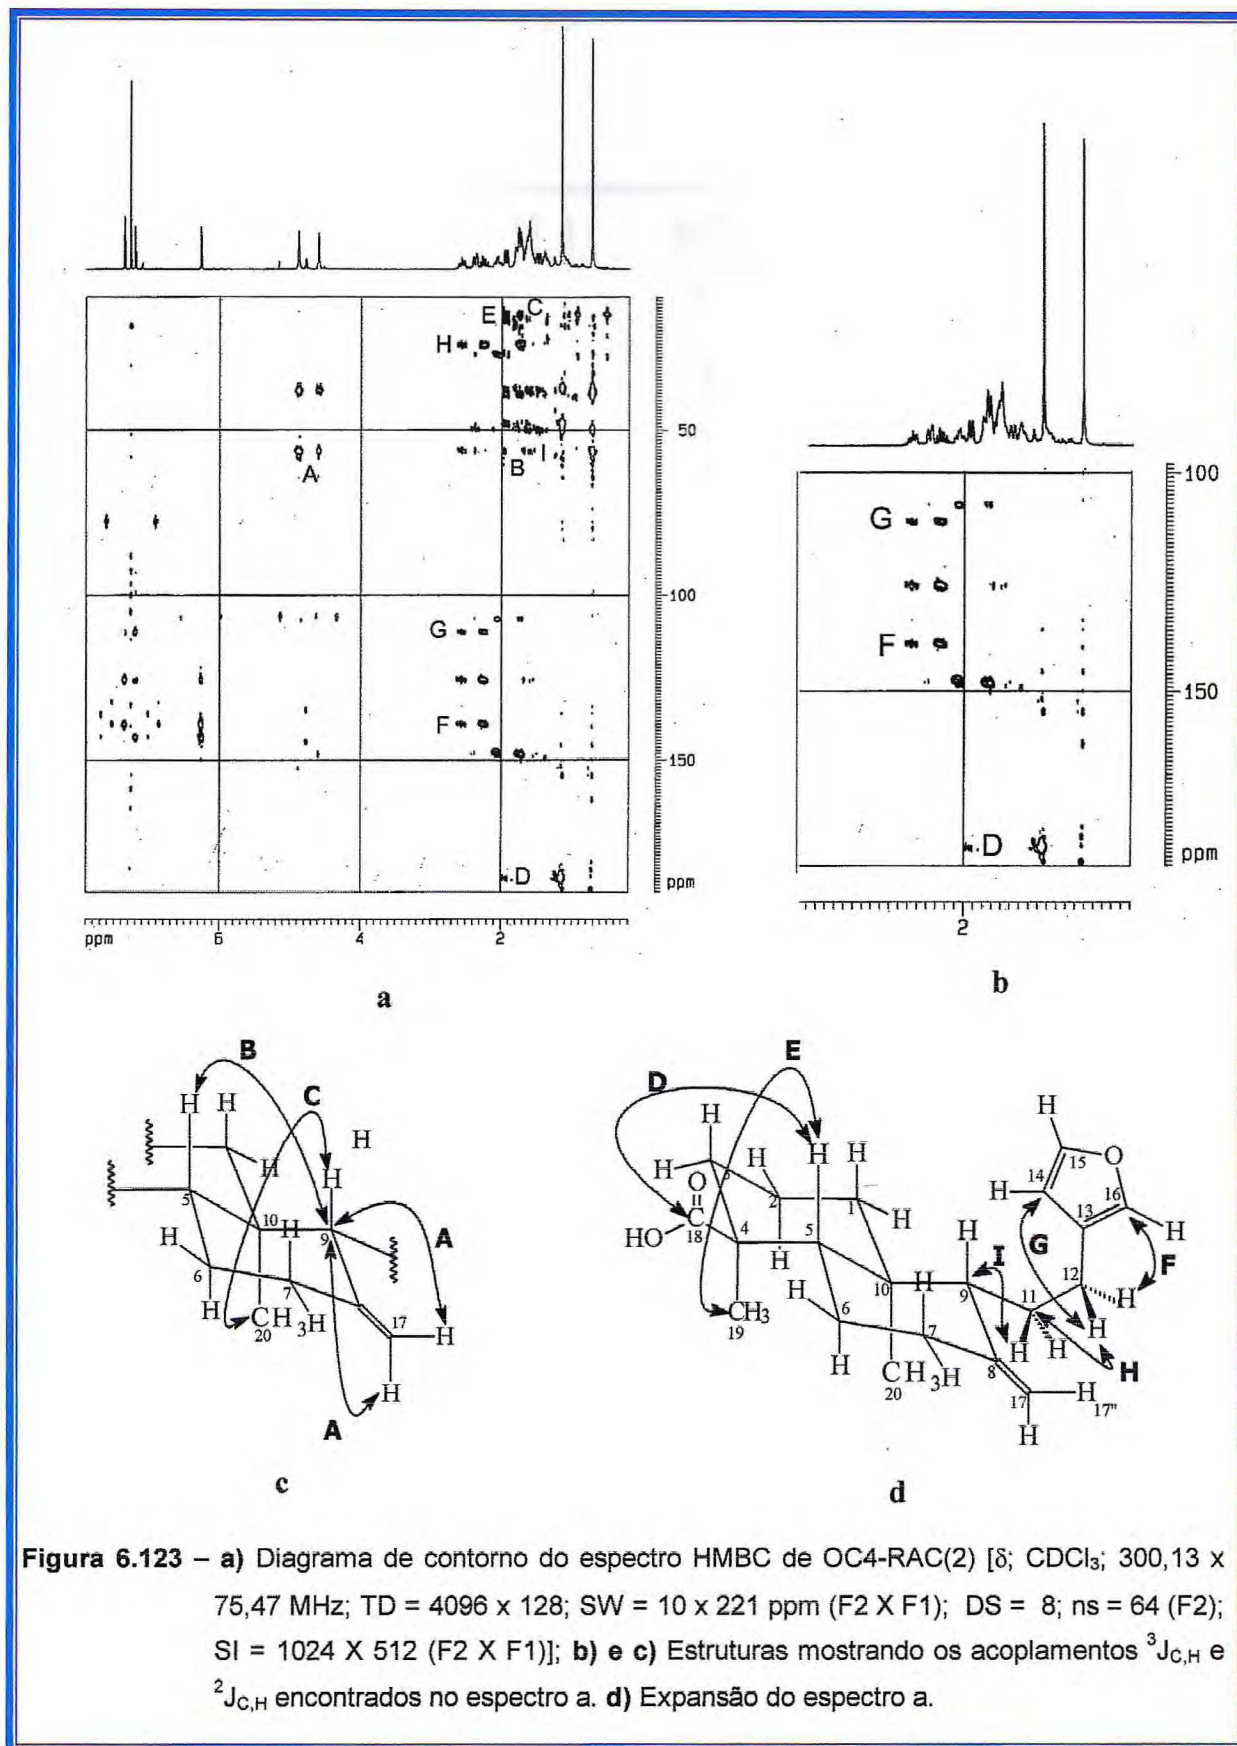 E C
H
50
A
B I
100
G
F
150
D
ppm
ppm 6 4 2
a
100
G
F
150
D
ppm
2
b
B
C
H H
H
H
H
5
10
H
9
H
A
6
7
H
CH₃H
20
17
H
H
A
c
E
D
H
H
O
H
H
H
H
3
O
14
15
C
2
H
16
13
H
HO
18
4
5
1
H
H
G
F
H
I
12
10
H
9
11
H
H
CH₃
19
6
7
H
H
H
H
H
8
CH₃H
20
17
H
17"
H
d
Figura 6.123 – a) Diagrama de contorno do espectro HMBC de OC4-RAC(2) [δ; CDCl₃; 300,13 x
75,47 MHz; TD = 4096 x 128; SW = 10 x 221 ppm (F2 X F1); DS = 8; ns = 64 (F2);
SI = 1024 X 512 (F2 X F1)]; b) e c) Estruturas mostrando os acoplamentos ³J_C,H e
²J_C,H encontrados no espectro a. d) Expansão do espectro a.